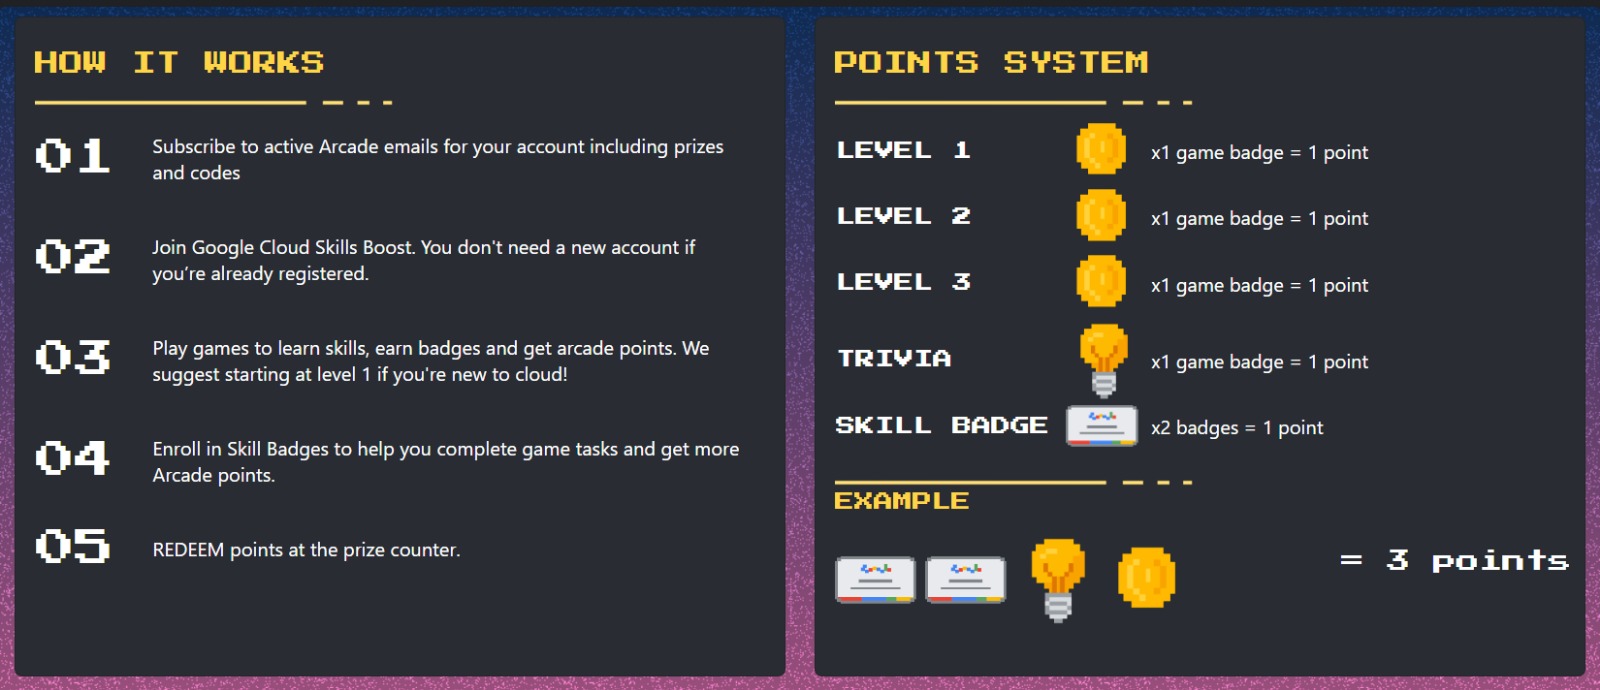 HOW IT WORKS
01
Subscribe to active Arcade emails for your account including prizes
and codes
02
Join Google Cloud Skills Boost. You don't need a new account if
you're already registered.
03
Play games to learn skills, earn badges and get arcade points. We
suggest starting at level 1 if you're new to cloud!
04
Enroll in Skill Badges to help you complete game tasks and get more
Arcade points.
05
REDEEM points at the prize counter.
POINTS SYSTEM
LEVEL 1 x1 game badge = 1 point
LEVEL 2 x1 game badge = 1 point
LEVEL 3 x1 game badge = 1 point
TRIVIA x1 game badge = 1 point
SKILL BADGE x2 badges = 1 point
EXAMPLE
= 3 points